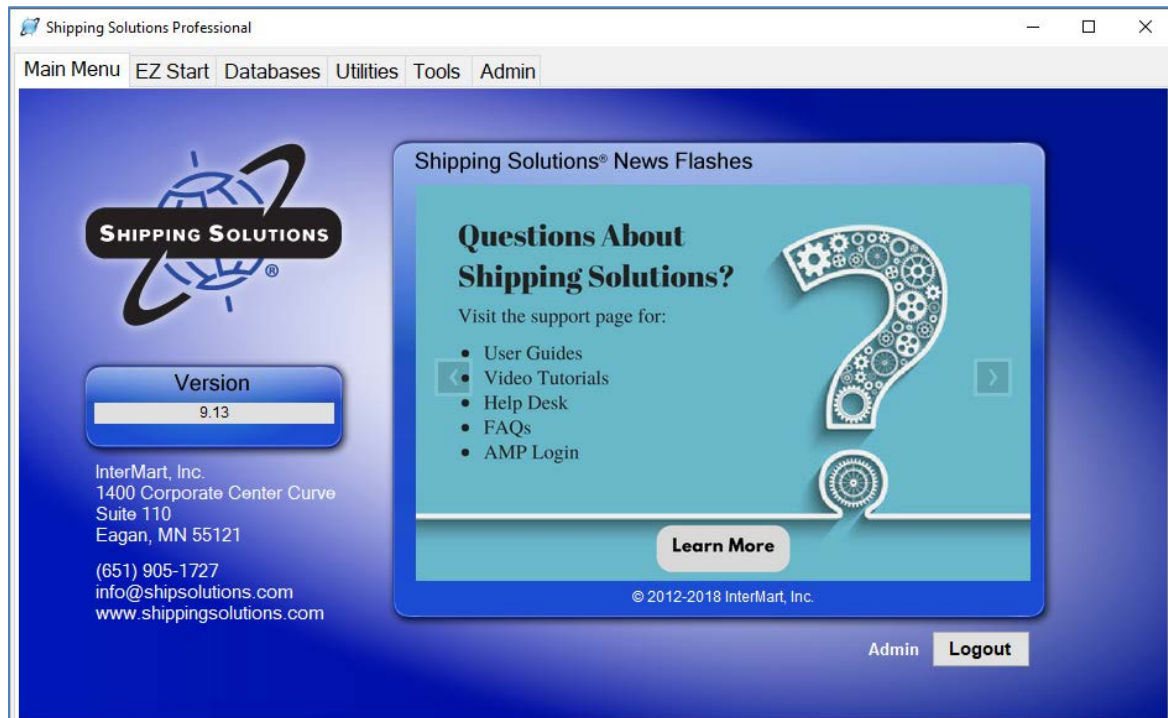 Shipping Solutions Professional
Main Menu EZ Start Databases Utilities Tools Admin
SHIPPING SOLUTIONS
®
Version
9.13
InterMart, Inc.
1400 Corporate Center Curve
Suite 110
Eagan, MN 55121
(651) 905-1727
info@shipsolutions.com
www.shippingsolutions.com
Shipping Solutions® News Flashes
Questions About
Shipping Solutions?
Visit the support page for:
• User Guides
• Video Tutorials
• Help Desk
• FAQs
• AMP Login
Learn More
© 2012-2018 InterMart, Inc.
Admin Logout